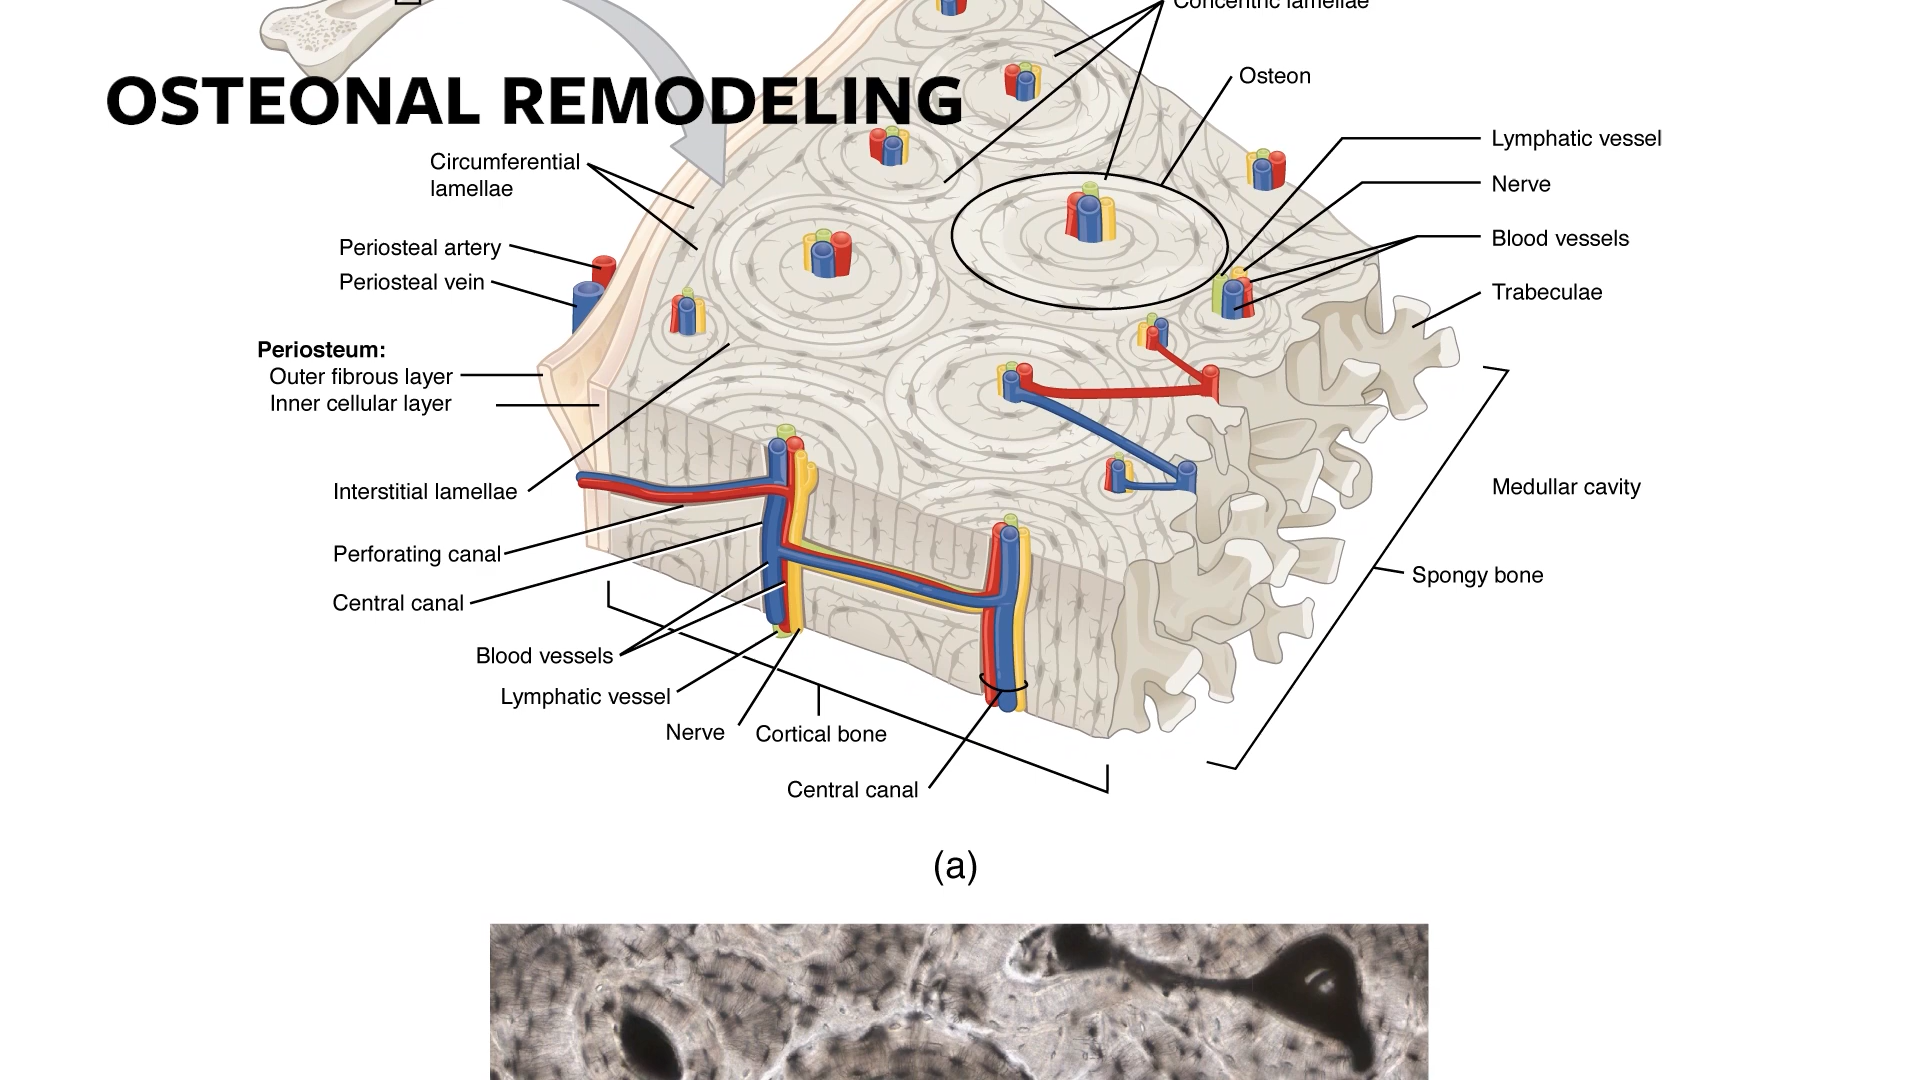 Concentric lamellae
Osteon
OSTEONAL REMODELING
Lymphatic vessel
Circumferential
lamellae
Nerve
Periosteal artery
Blood vessels
Periosteal vein
Trabeculae
Periosteum:
Outer fibrous layer
Inner cellular layer
Interstitial lamellae
Medullar cavity
Perforating canal
Spongy bone
Central canal
Blood vessels
Lymphatic vessel
Nerve
Cortical bone
Central canal
(a)